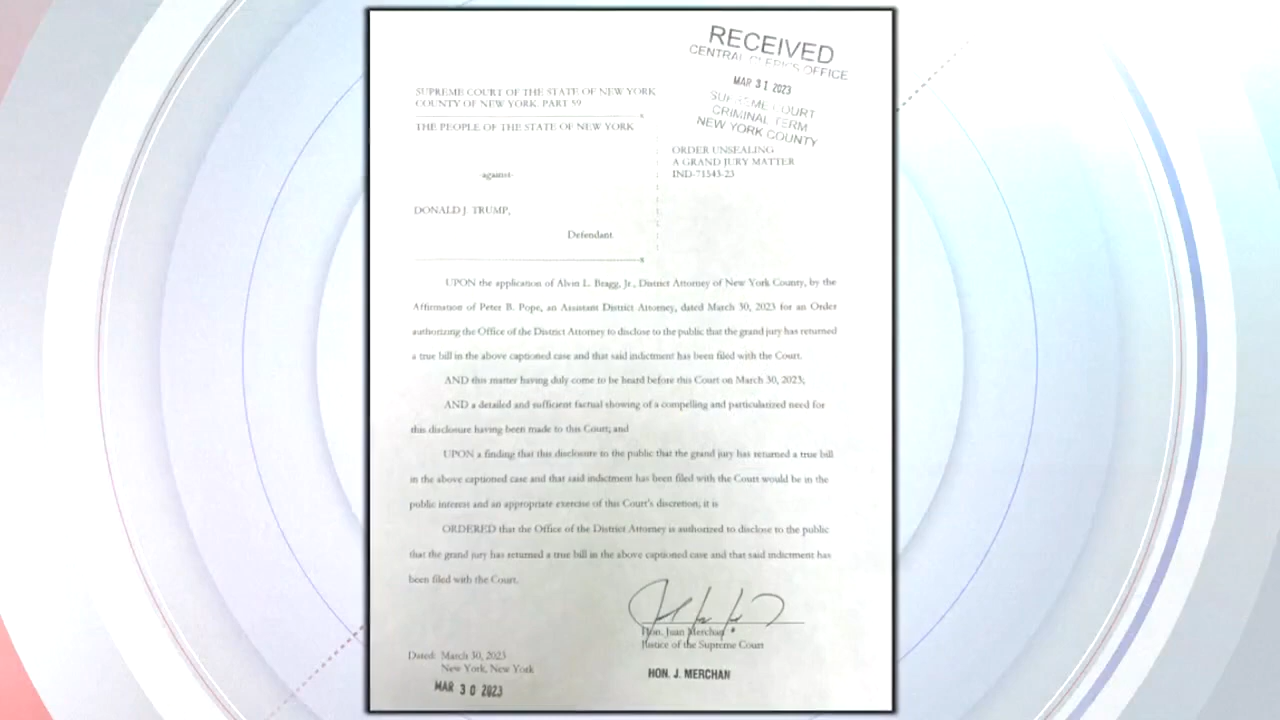 RECEIVED
CENTRAL CLERK'S OFFICE
MAR 31 2023
SUPREME COURT
CRIMINAL TERM
NEW YORK COUNTY
SUPREME COURT OF THE STATE OF NEW YORK
COUNTY OF NEW YORK, PART 59
THE PEOPLE OF THE STATE OF NEW YORK
-against-
DONALD J. TRUMP,
Defendant.
ORDER UNSEALING
A GRAND JURY MATTER
IND-71543-23
UPON the application of Alvin L. Bragg, Jr., District Attorney of New York County, by the
Affirmation of Peter B. Pope, an Assistant District Attorney, dated March 30, 2023 for an Order
authorizing the Office of the District Attorney to disclose to the public that the grand jury has returned
a true bill in the above captioned case and that said indictment has been filed with the Court.
AND this matter having duly come to be heard before this Court on March 30, 2023;
AND a detailed and sufficient factual showing of a compelling and particularized need for
this disclosure having been made to this Court; and
UPON a finding that this disclosure to the public that the grand jury has returned a true bill
in the above captioned case and that said indictment has been filed with the Court would be in the
public interest and an appropriate exercise of this Court's discretion; it is
ORDERED that the Office of the District Attorney is authorized to disclose to the public
that the grand jury has returned a true bill in the above captioned case and that said indictment has
been filed with the Court.
Hon. Juan Merchan
Justice of the Supreme Court
HON. J. MERCHAN
Dated: March 30, 2023
New York, New York
MAR 30 2023